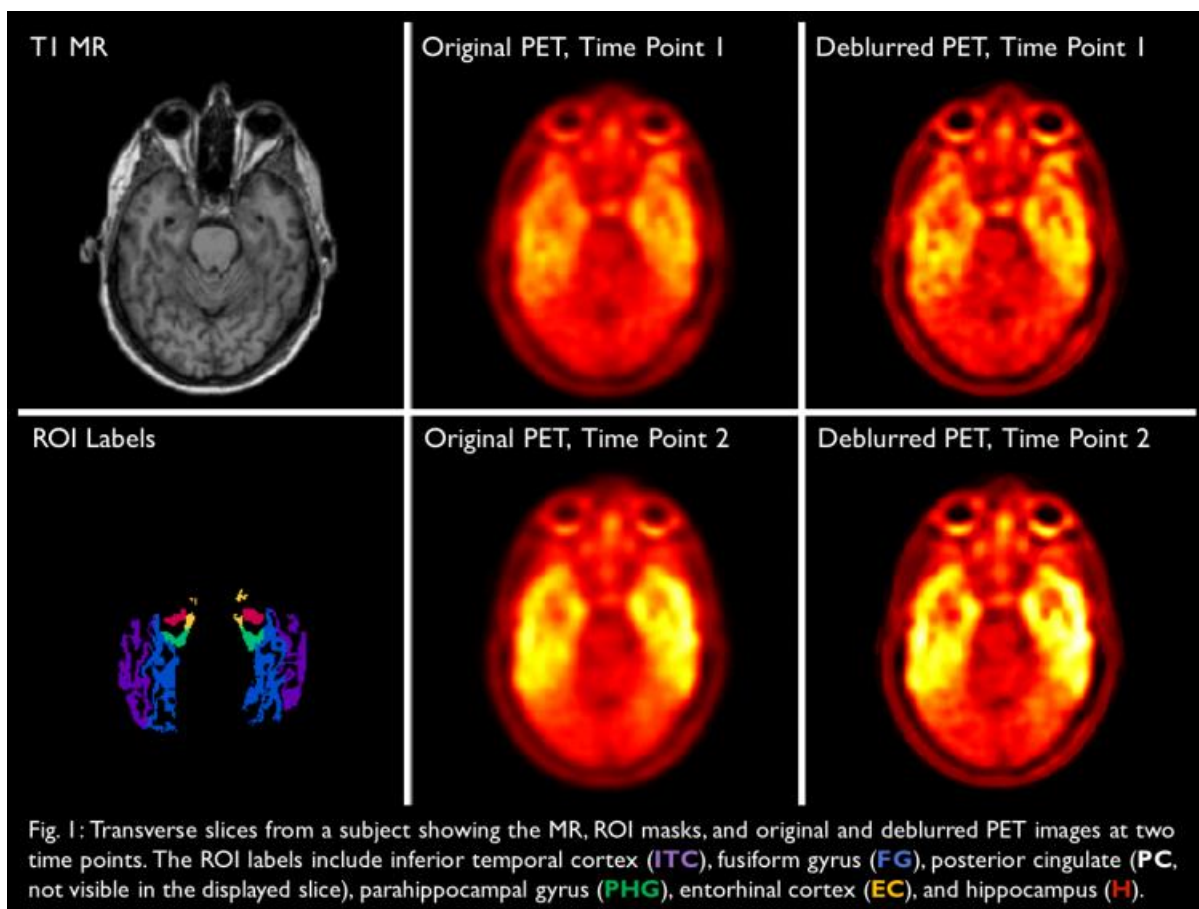 T1 MR
Original PET, Time Point 1
Deblurred PET, Time Point 1
ROI Labels
Original PET, Time Point 2
Deblurred PET, Time Point 2
Fig. 1: Transverse slices from a subject showing the MR, ROI masks, and original and deblurred PET images at two
time points. The ROI labels include inferior temporal cortex (ITC), fusiform gyrus (FG), posterior cingulate (PC,
not visible in the displayed slice), parahippocampal gyrus (PHG), entorhinal cortex (EC), and hippocampus (H).